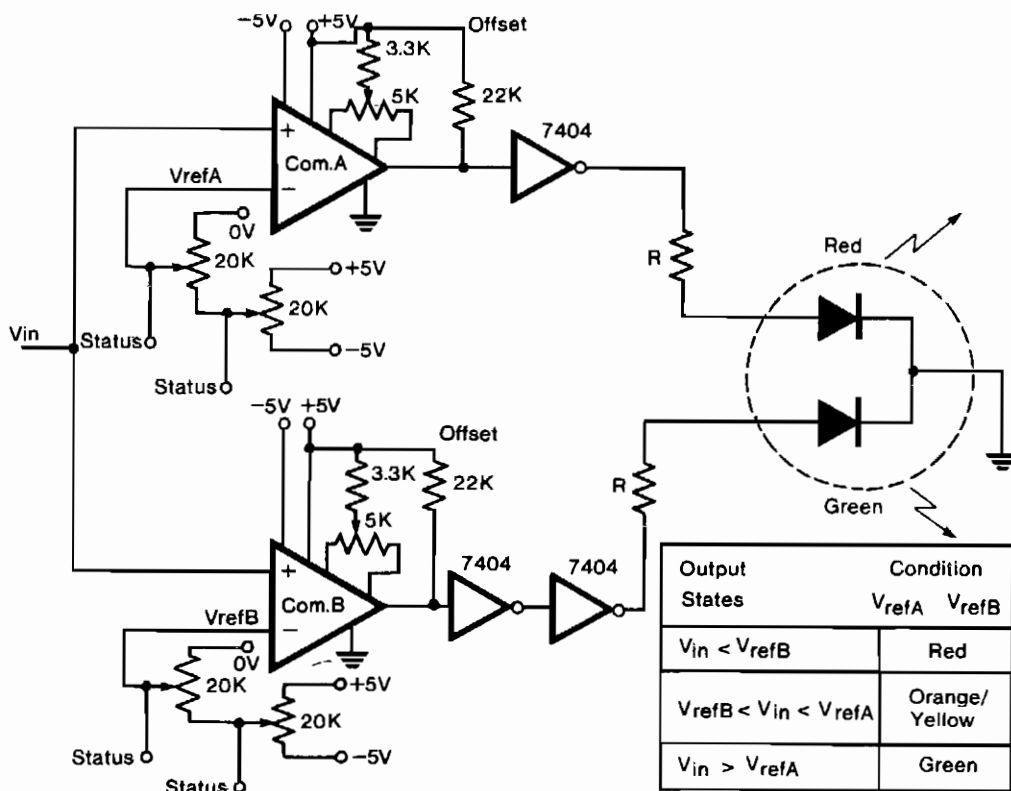 −5V
+5V
Offset
3.3K
5K
22K
7404
+
Com.A
−
VrefA
0V
20K
+5V
20K
−5V
Status
Status
Vin
R
Red
Green
−5V
+5V
Offset
3.3K
22K
5K
7404
7404
R
+
Com.B
−
VrefB
0V
20K
+5V
20K
−5V
Status
Status
Output States
Condition
VrefA VrefB
Vin < VrefB
Red
VrefB < Vin < VrefA
Orange/
Yellow
Vin > VrefA
Green